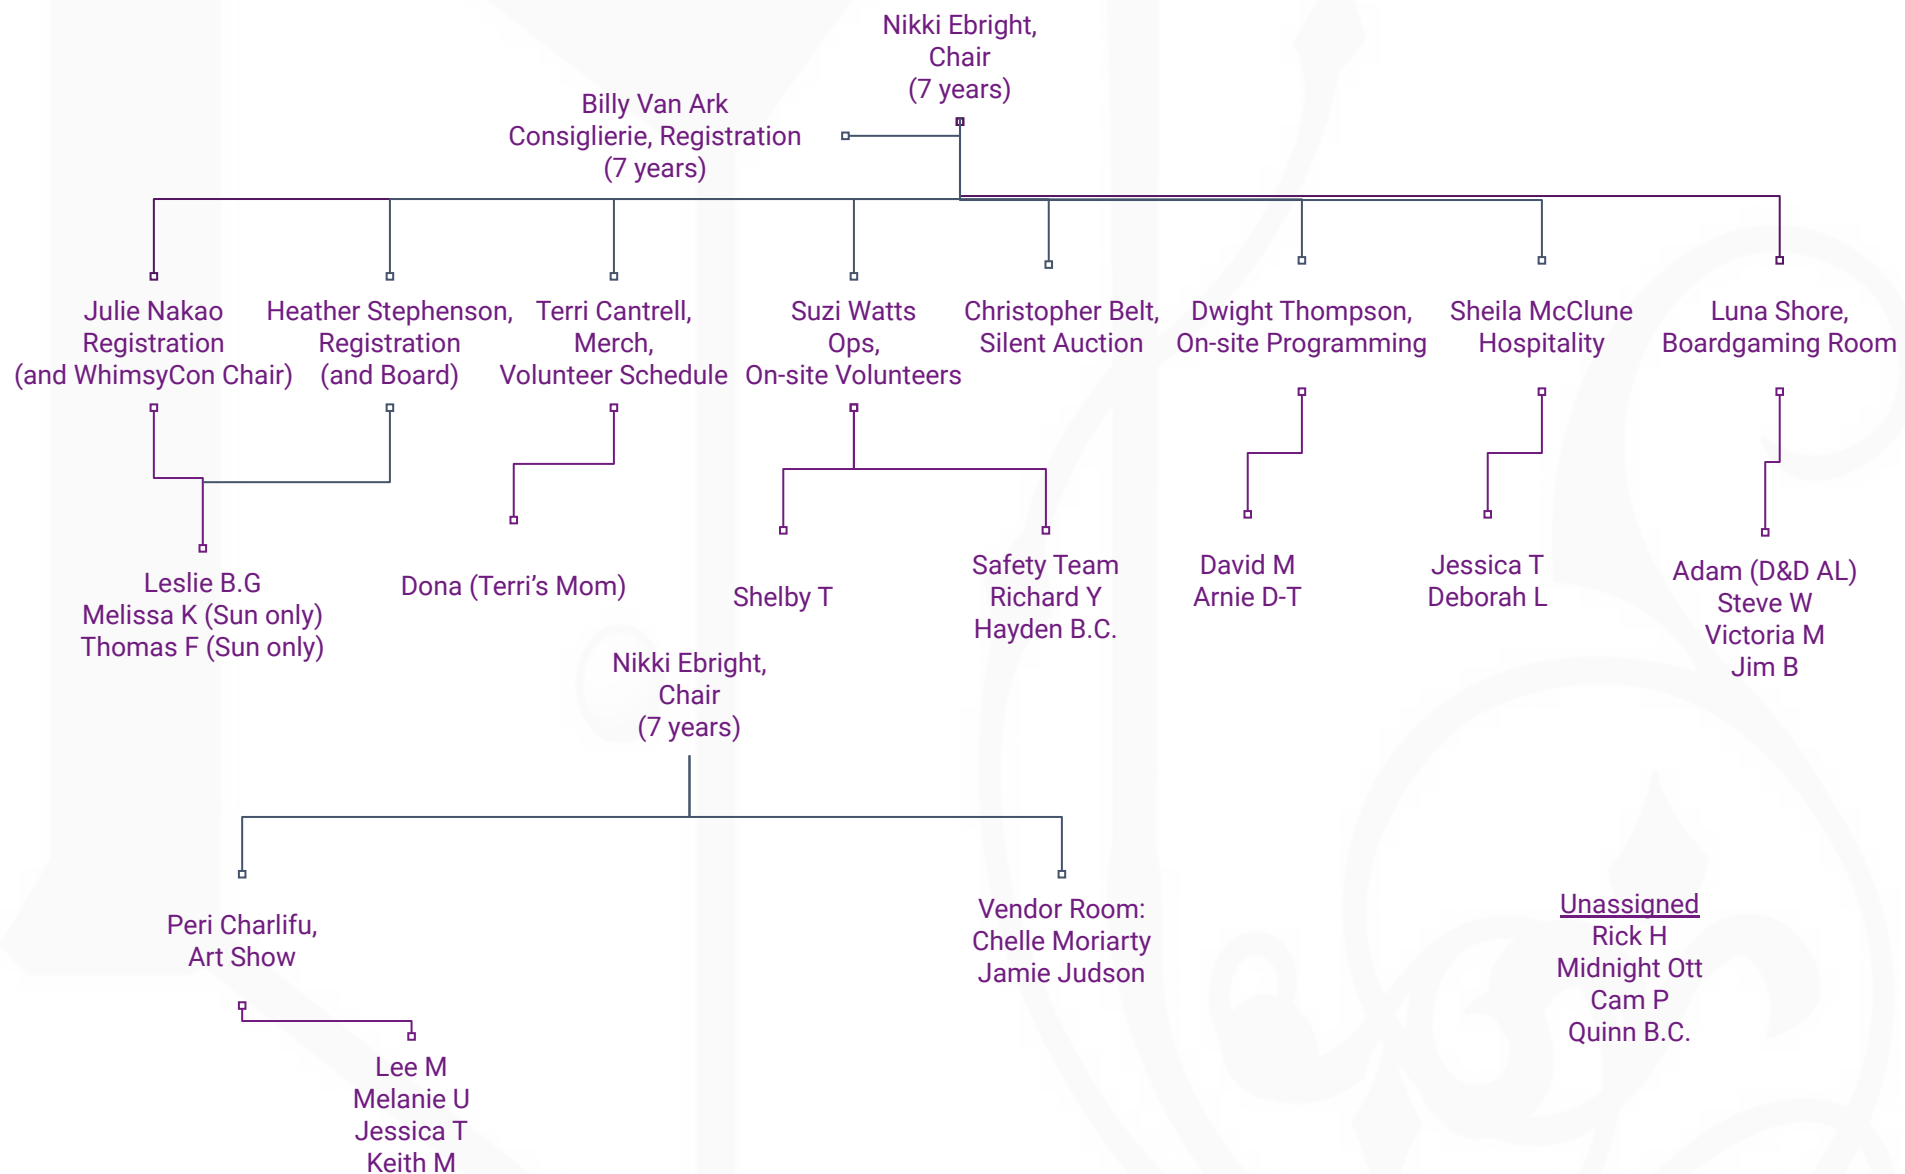 Nikki Ebright,
Chair
(7 years)
Billy Van Ark
Consiglierie, Registration
(7 years)
Julie Nakao
Registration
(and WhimsyCon Chair)
Heather Stephenson,
Registration
(and Board)
Terri Cantrell,
Merch,
Volunteer Schedule
Suzi Watts
Ops,
On-site Volunteers
Christopher Belt,
Silent Auction
Dwight Thompson,
On-site Programming
Sheila McClune
Hospitality
Luna Shore,
Boardgaming Room
Leslie B.G
Melissa K (Sun only)
Thomas F (Sun only)
Dona (Terri’s Mom)
Shelby T
Safety Team
Richard Y
Hayden B.C.
David M
Arnie D-T
Jessica T
Deborah L
Adam (D&D AL)
Steve W
Victoria M
Jim B
Nikki Ebright,
Chair
(7 years)
Peri Charlifu,
Art Show
Vendor Room:
Chelle Moriarty
Jamie Judson
Unassigned
Rick H
Midnight Ott
Cam P
Quinn B.C.
Lee M
Melanie U
Jessica T
Keith M